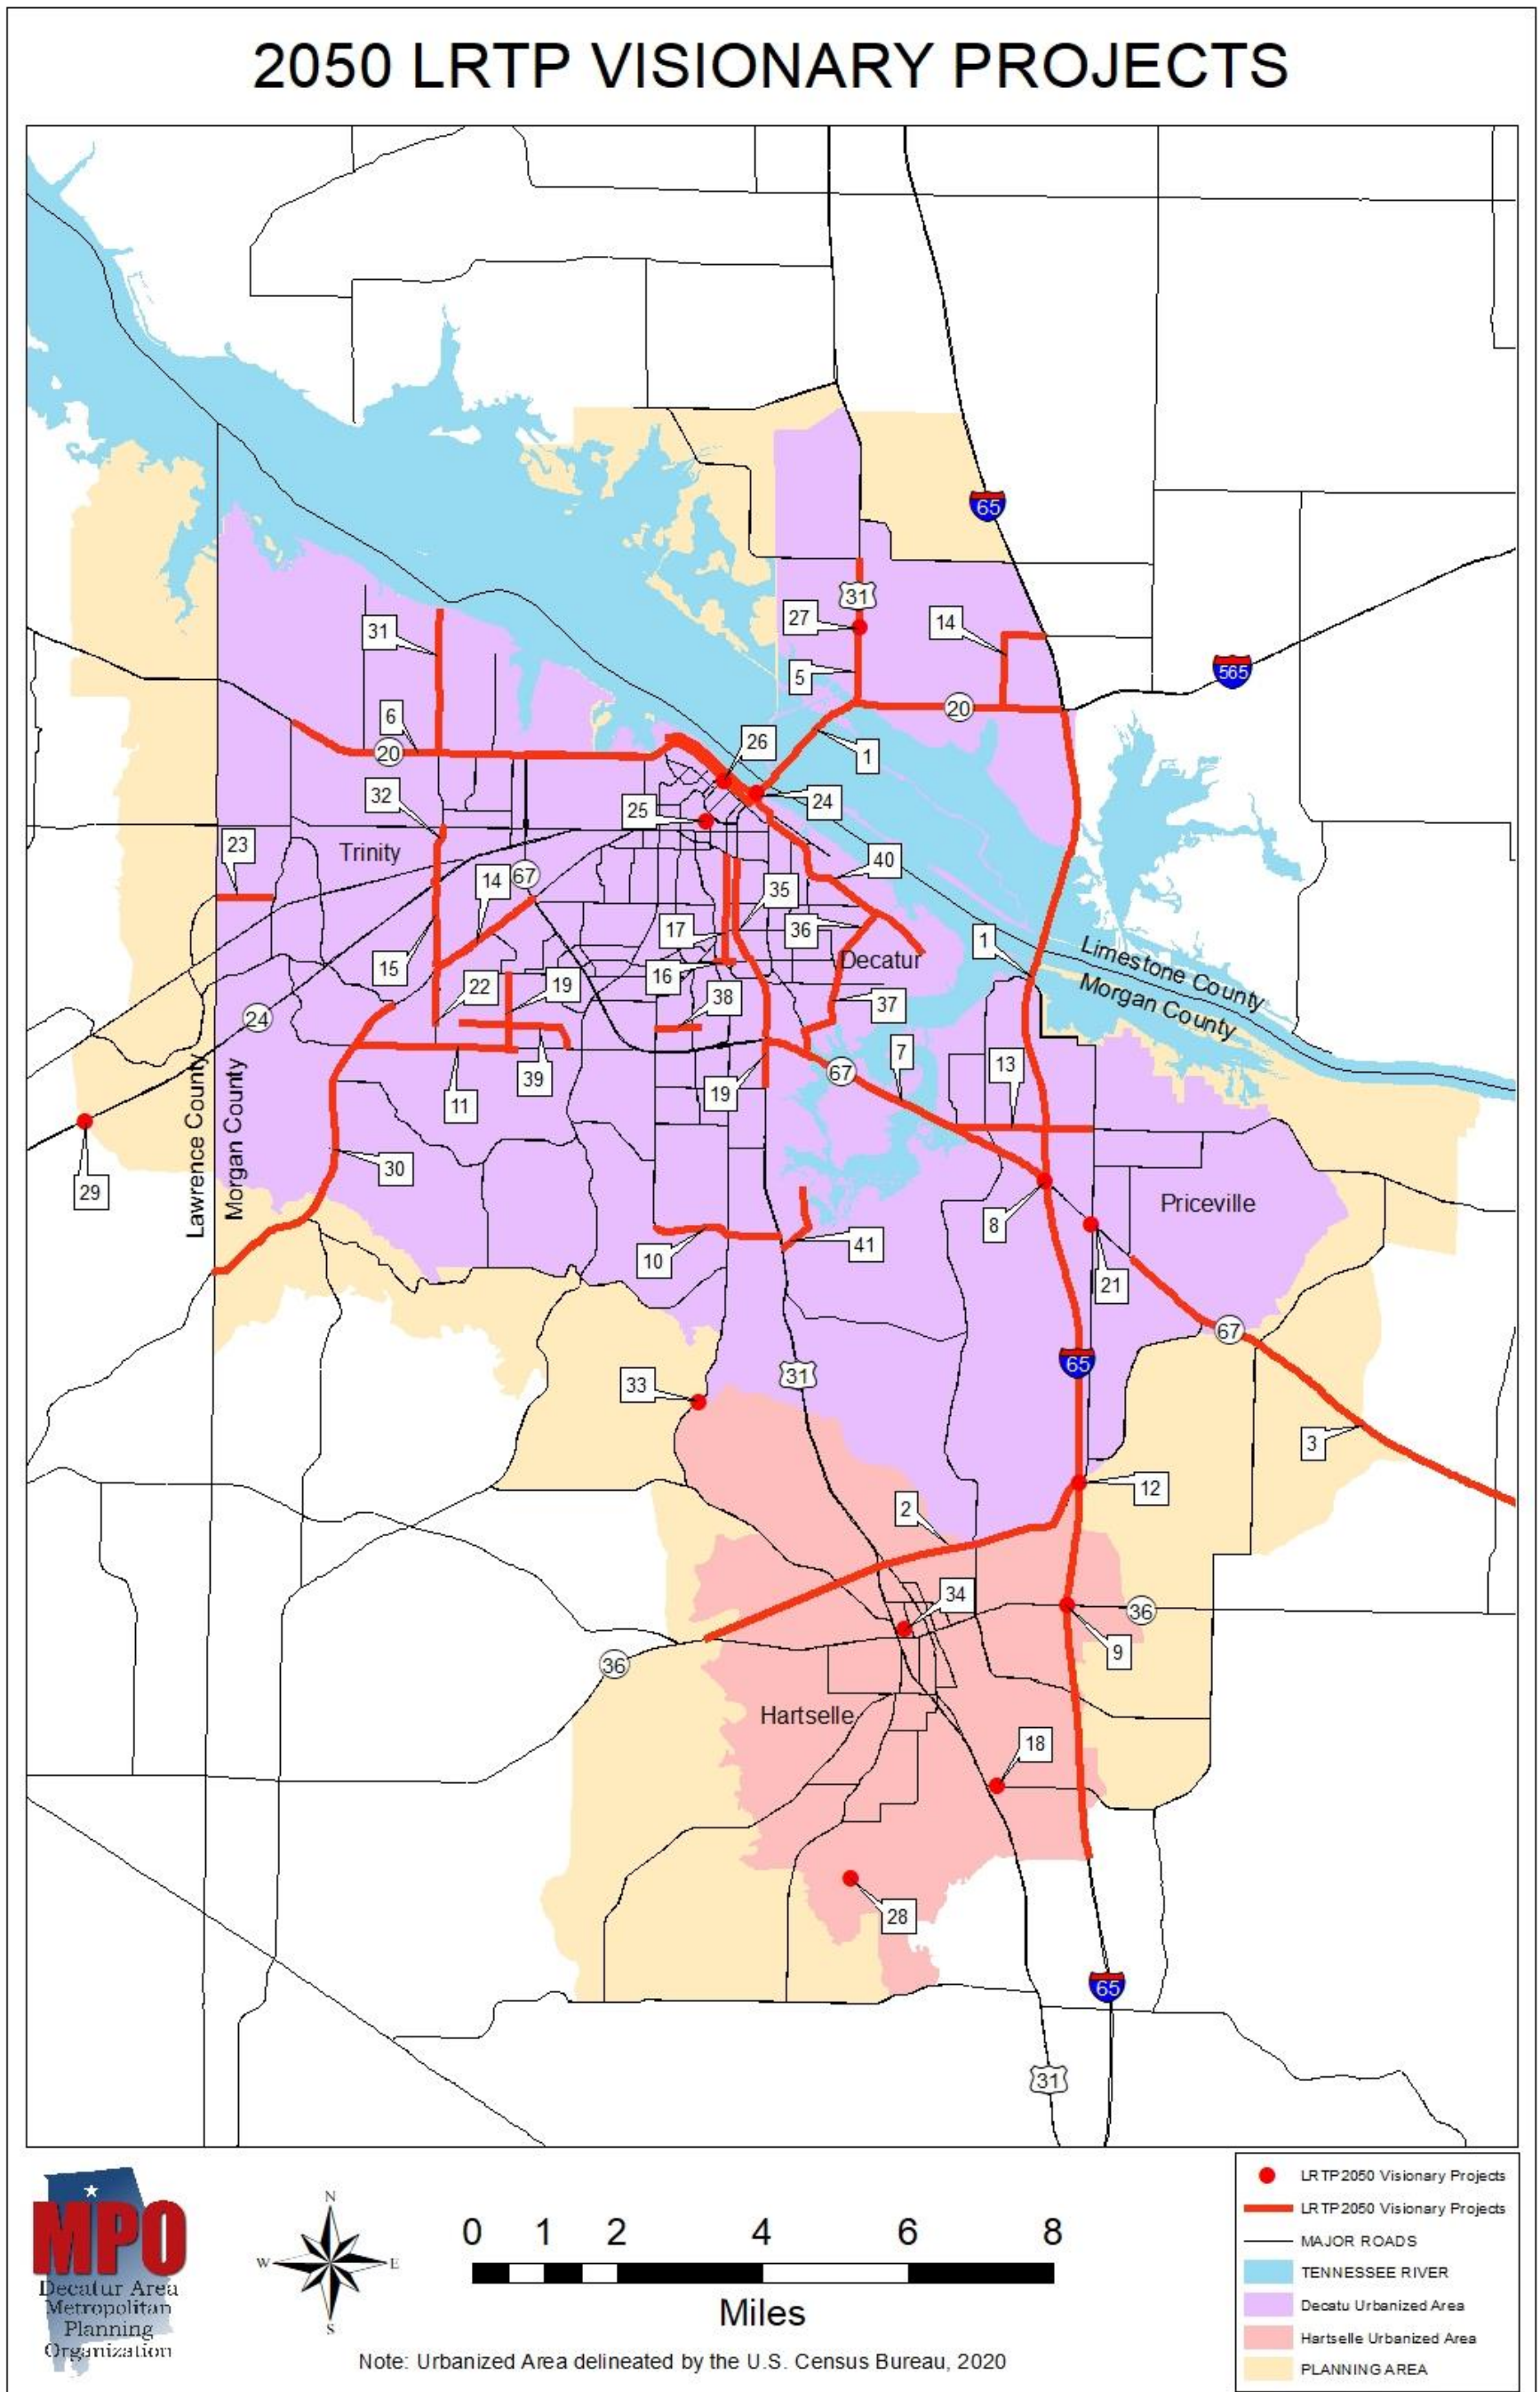 2050 LRTP VISIONARY PROJECTS
65
31
27
14
31
5
565
20
6
26
20
1
32
24
25
23
40
Trinity
14
67
35
17
36
1
Limestone County
Decatur
15
16
22
19
38
Morgan County
37
24
7
13
67
39
19
11
Lawrence County
Morgan County
30
29
Priceville
8
10
41
21
67
65
31
33
3
12
2
34
36
9
36
Hartselle
18
28
65
31
MPO
Decatur Area
Metropolitan
Planning
Organization
N
W
E
S
0 1 2 4 6 8
Miles
Note: Urbanized Area delineated by the U.S. Census Bureau, 2020
LRTP2050 Visionary Projects
LRTP2050 Visionary Projects
MAJOR ROADS
TENNESSEE RIVER
Decatu Urbanized Area
Hartselle Urbanized Area
PLANNING AREA